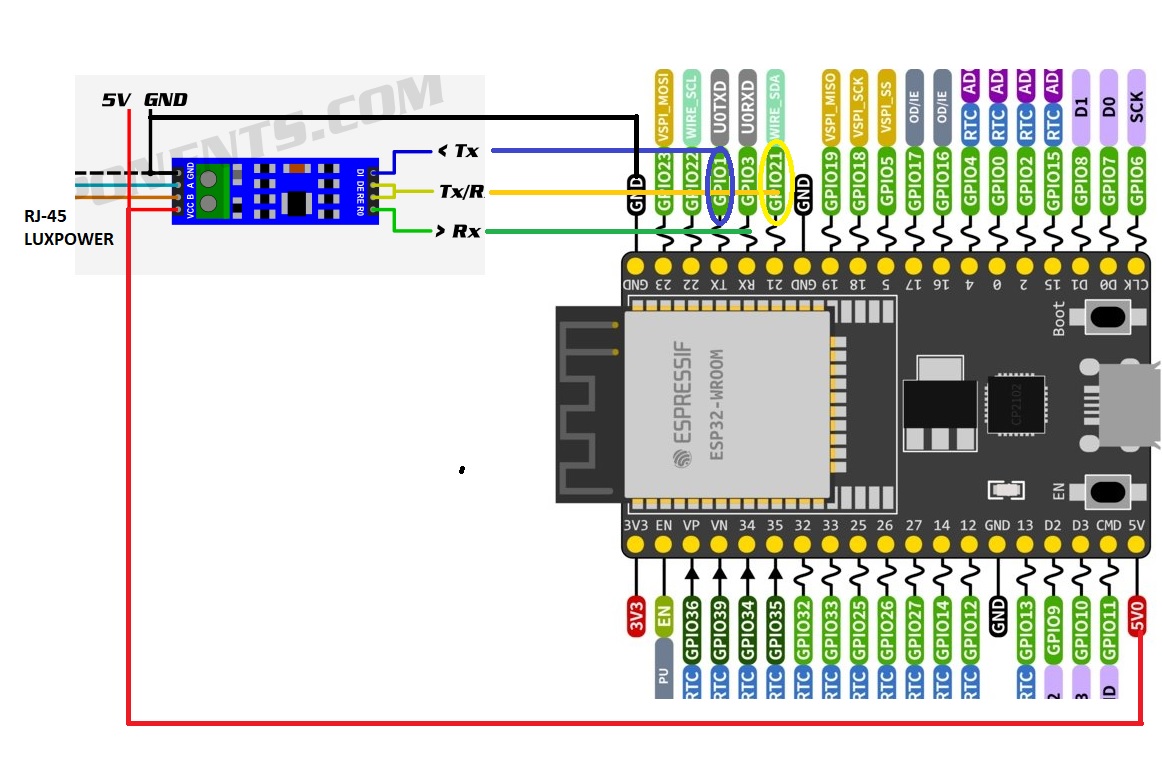 5V GND
ONENTS.COM
GND
A
B
VCC
DI
DE
RE
R0
< Tx
Tx/R
> Rx
RJ-45
LUXPOWER
VSPI_MOSI
WIRE_SCL
U0TXD
U0RXD
WIRE_SDA
VSPI_MISO
VSPI_SCK
VSPI_SS
OD/IE
OD/IE
RTC AD
RTC AD
RTC AD
RTC AD
D1
D0
SCK
GND
GPIO23
GPIO22
GPIO1
GPIO3
GPIO21
GND
GPIO19
GPIO18
GPIO5
GPIO17
GPIO16
GPIO4
GPIO0
GPIO2
GPIO15
GPIO8
GPIO7
GPIO6
GND 23 22 TX RX 21 GND 19 18 5 17 16 4 0 2 15 D1 D0 CLK
Boot
ESPRESSIF
ESP32-WROOM
CP2102
EN
3V3 EN VP VN 34 35 32 33 25 26 27 14 12 GND 13 D2 D3 CMD 5V
3V3
EN
GPIO36
GPIO39
GPIO34
GPIO35
GPIO32
GPIO33
GPIO25
GPIO26
GPIO27
GPIO14
GPIO12
GND
GPIO13
GPIO9
GPIO10
GPIO11
5V0
PU
RTC
RTC
RTC
RTC
RTC
RTC
RTC
RTC
RTC
RTC
RTC
RTC
2
3
ID